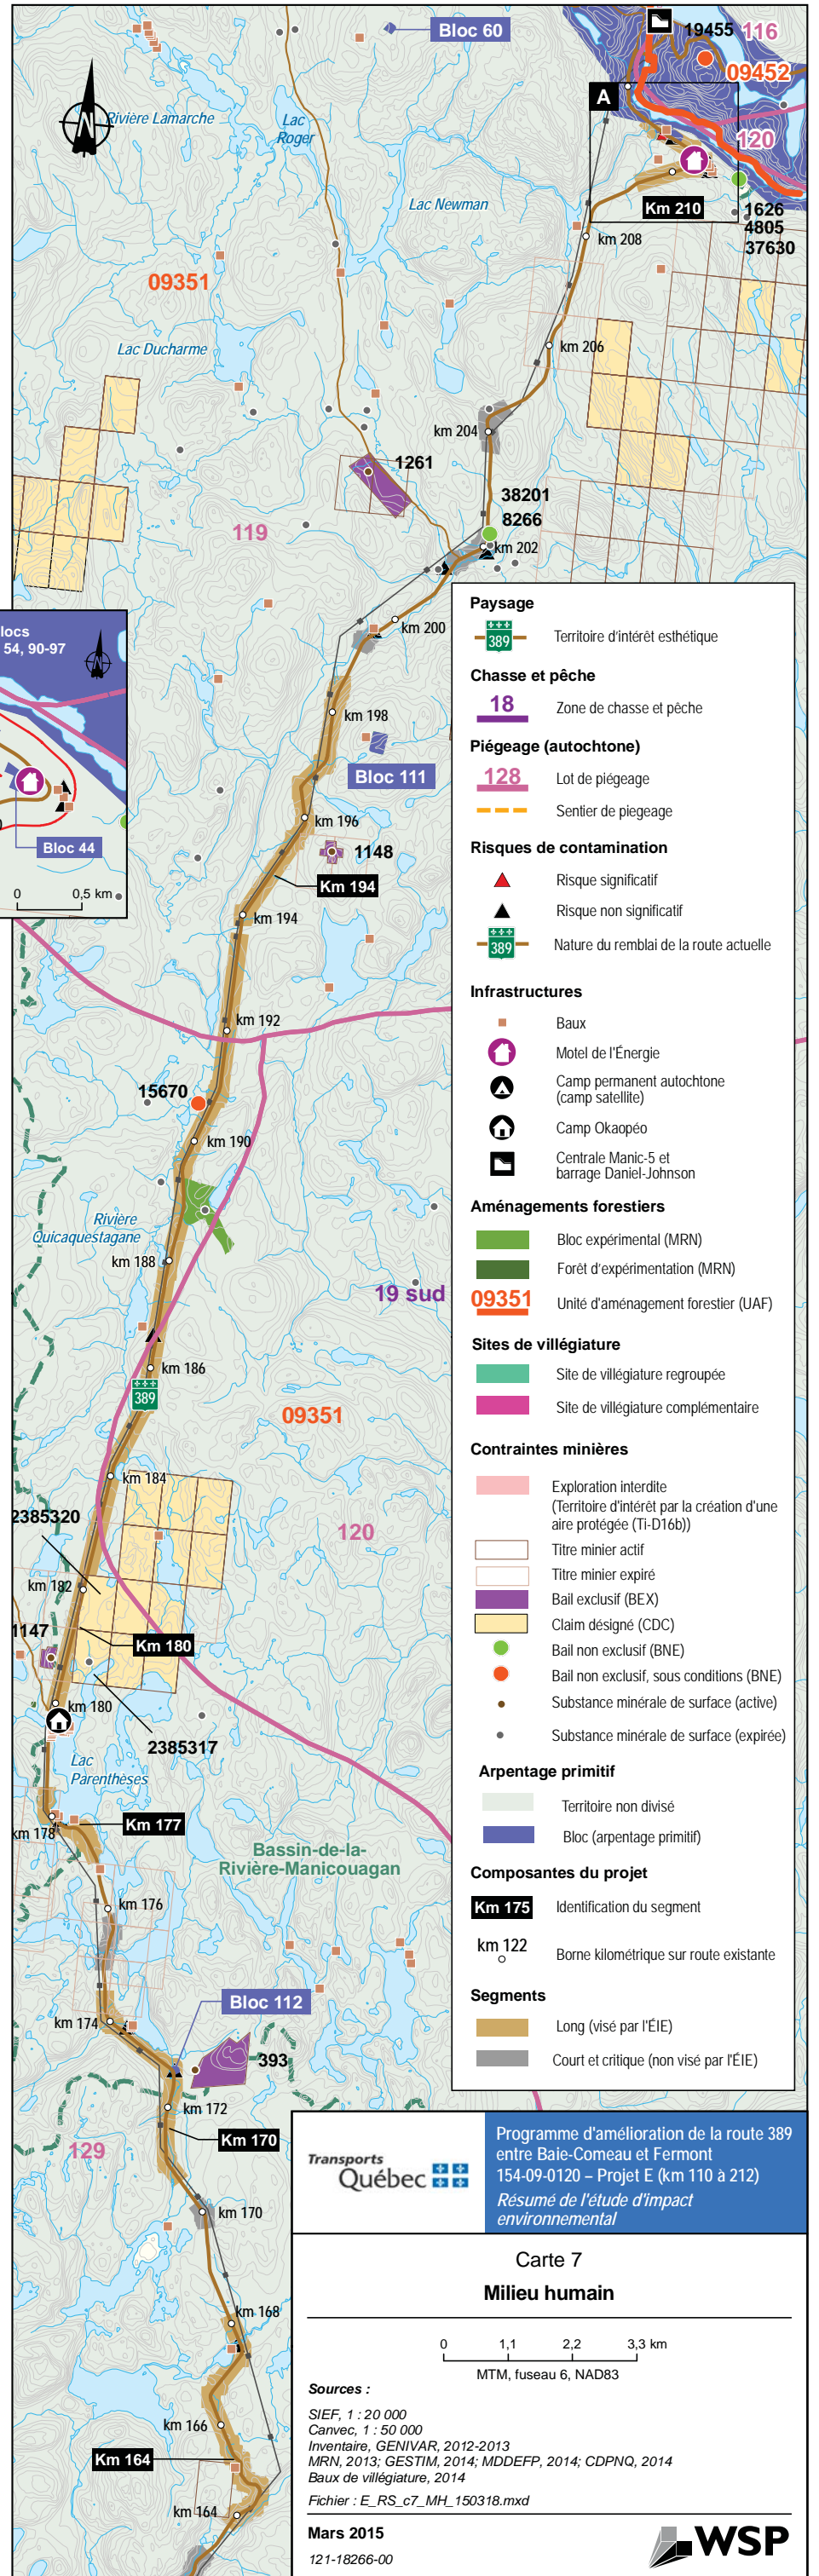 Bloc 60
19455
116
09452
A
Rivière Lamarche
Lac
Roger
120
Lac Newman
Km 210
1626
4805
37630
km 208
09351
Lac Ducharme
km 206
km 204
1261
38201
8266
119
km 202
km 200
locs
54, 90-97
km 198
Bloc 111
km 196
1148
Bloc 44
Km 194
0
0,5 km
km 194
km 192
15670
km 190
Rivière
Quicaquestagane
km 188
19 sud
km 186
389
09351
km 184
2385320
120
km 182
1147
Km 180
km 180
2385317
Lac
Parenthèses
Km 177
km 178
Bassin-de-la-
Rivière-Manicouagan
km 176
Bloc 112
km 174
393
km 172
Km 170
129
km 170
km 168
km 166
Km 164
km 164
Paysage
389
Territoire d'intérêt esthétique
Chasse et pêche
18
Zone de chasse et pêche
Piégeage (autochtone)
128
Lot de piégeage
Sentier de piegeage
Risques de contamination
Risque significatif
Risque non significatif
389
Nature du remblai de la route actuelle
Infrastructures
Baux
Motel de l'Énergie
Camp permanent autochtone
(camp satellite)
Camp Okaopéo
Centrale Manic-5 et
barrage Daniel-Johnson
Aménagements forestiers
Bloc expérimental (MRN)
Forêt d'expérimentation (MRN)
09351
Unité d'aménagement forestier (UAF)
Sites de villégiature
Site de villégiature regroupée
Site de villégiature complémentaire
Contraintes minières
Exploration interdite
(Territoire d'intérêt par la création d'une
aire protégée (Ti-D16b))
Titre minier actif
Titre minier expiré
Bail exclusif (BEX)
Claim désigné (CDC)
Bail non exclusif (BNE)
Bail non exclusif, sous conditions (BNE)
Substance minérale de surface (active)
Substance minérale de surface (expirée)
Arpentage primitif
Territoire non divisé
Bloc (arpentage primitif)
Composantes du projet
Km 175
Identification du segment
km 122
Borne kilométrique sur route existante
Segments
Long (visé par l'ÉIE)
Court et critique (non visé par l'ÉIE)
Transports
Québec
Programme d'amélioration de la route 389
entre Baie-Comeau et Fermont
154-09-0120 – Projet E (km 110 à 212)
Résumé de l'étude d'impact
environnemental
Carte 7
Milieu humain
0 1,1 2,2 3,3 km
MTM, fuseau 6, NAD83
Sources :
SIEF, 1 : 20 000
Canvec, 1 : 50 000
Inventaire, GENIVAR, 2012-2013
MRN, 2013; GESTIM, 2014; MDDEFP, 2014; CDPNQ, 2014
Baux de villégiature, 2014
Fichier : E_RS_c7_MH_150318.mxd
Mars 2015
121-18266-00
WSP